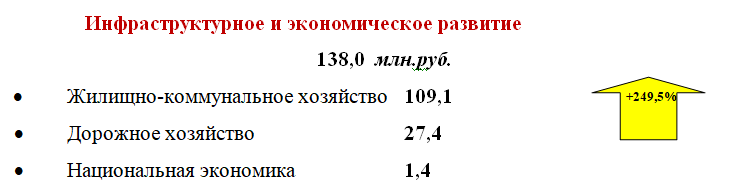 Инфраструктурное и экономическое развитие
138,0 млн.руб.
• Жилищно-коммунальное хозяйство 109,1
+249,5%
• Дорожное хозяйство 27,4
• Национальная экономика 1,4